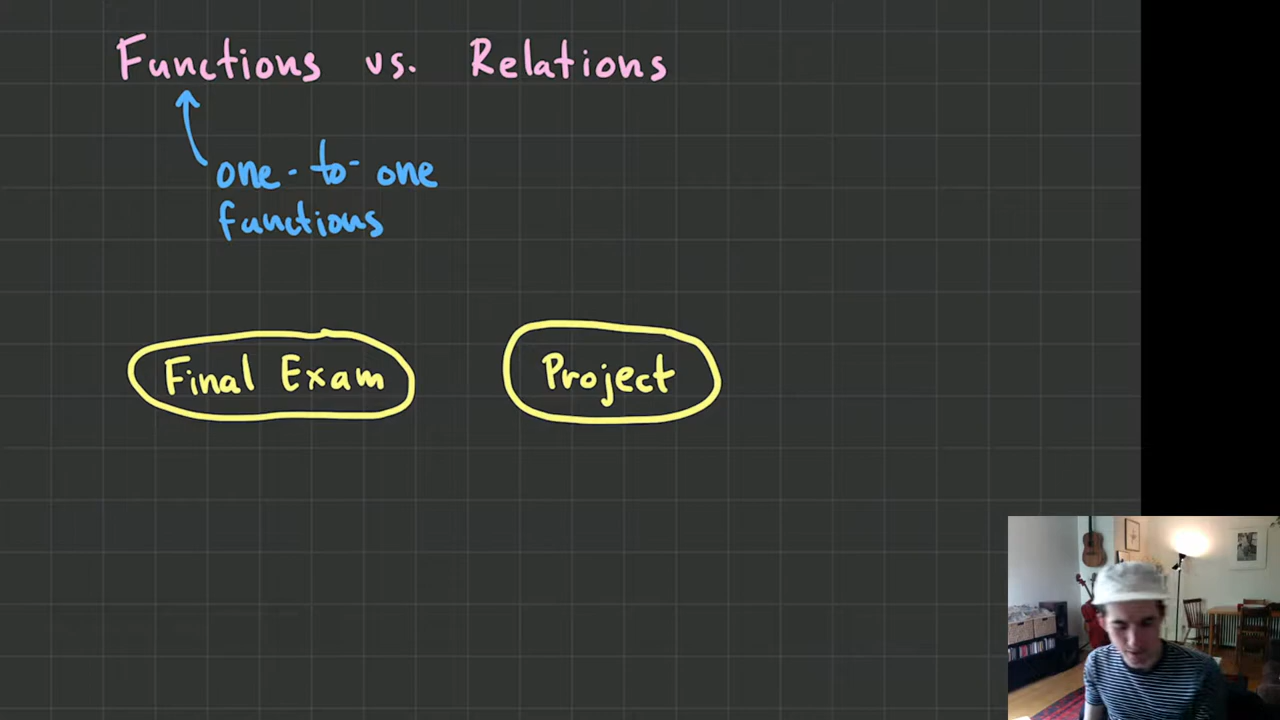 Functions vs. Relations
one-to-one
functions
Final Exam
Project